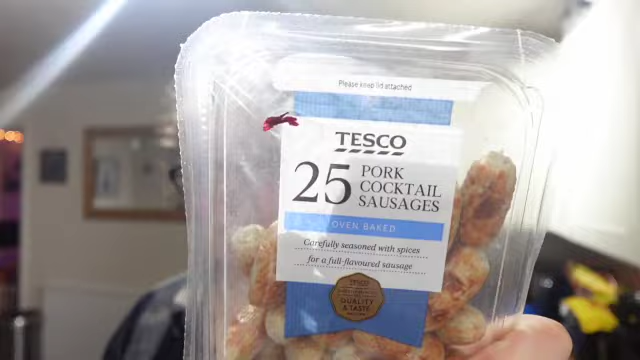 Please keep lid attached
TESCO
25 PORK
COCKTAIL
SAUSAGES
OVEN BAKED
Carefully seasoned with spices
for a full-flavoured sausage
TESCO
QUALITY
& TASTE